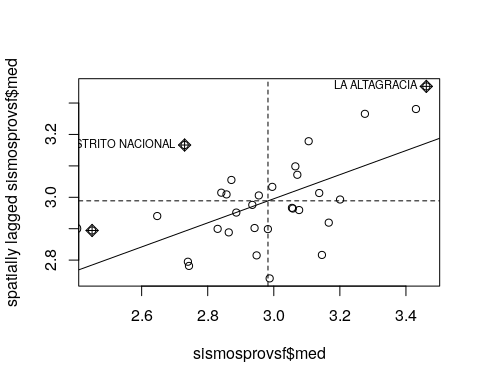 LA ALTAGRACIA
STRITO NACIONAL
spatially lagged sismosprovsf$med
3.2
3.0
2.8
2.6 2.8 3.0 3.2 3.4
sismosprovsf$med